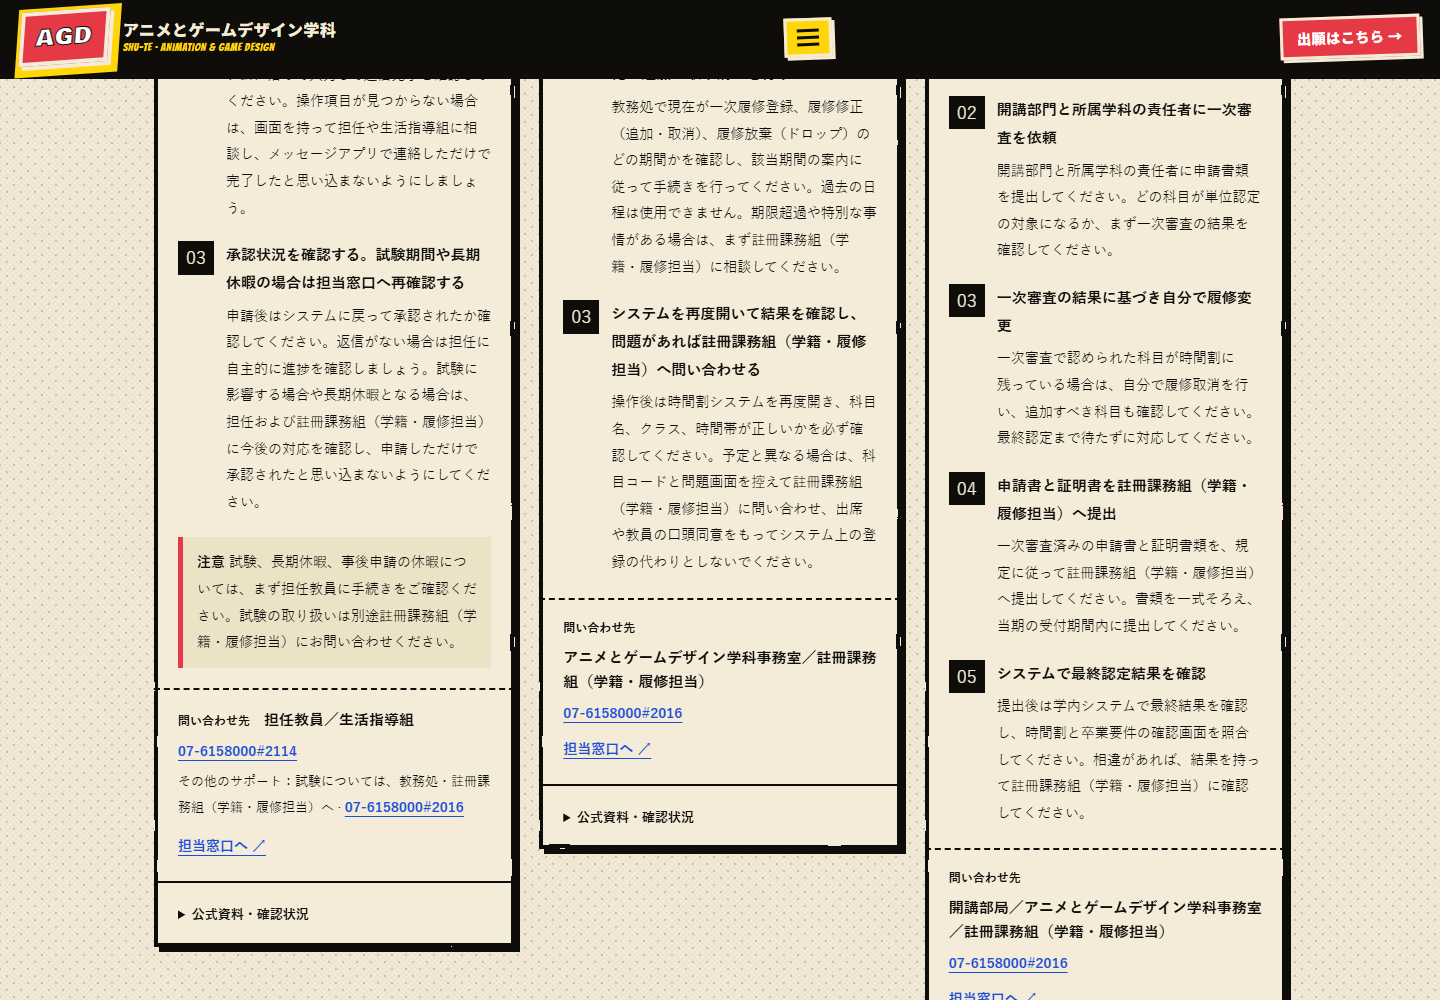 AGD
アニメとゲームデザイン学科
SHU-TE · ANIMATION & GAME DESIGN
出願はこちら →
ください。操作項目が見つからない場合
は、画面を持って担任や生活指導組に相
談し、メッセージアプリで連絡しただけで
完了したと思い込まないようにしましょ
う。
03
承認状況を確認する。試験期間や長期
休暇の場合は担当窓口へ再確認する
申請後はシステムに戻って承認されたか確
認してください。返信がない場合は担任に
自主的に進捗を確認しましょう。試験に
影響する場合や長期休暇となる場合は、
担任および註冊課務組（学籍・履修担当）
に今後の対応を確認し、申請しただけで
承認されたと思い込まないようにしてくだ
さい。
注意 試験、長期休暇、事後申請の休暇につ
いては、まず担任教員に手続きをご確認くだ
さい。試験の取り扱いは別途註冊課務組（学
籍・履修担当）にお問い合わせください。
問い合わせ先 担任教員／生活指導組
07-6158000#2114
その他のサポート：試験については、教務処・註冊課
務組（学籍・履修担当）へ · 07-6158000#2016
担当窓口へ ↗
▶ 公式資料・確認状況
教務処で現在が一次履修登録、履修修正
（追加・取消）、履修放棄（ドロップ）の
どの期間かを確認し、該当期間の案内に
従って手続きを行ってください。過去の日
程は使用できません。期限超過や特別な事
情がある場合は、まず註冊課務組（学
籍・履修担当）に相談してください。
03
システムを再度開いて結果を確認し、
問題があれば註冊課務組（学籍・履修
担当）へ問い合わせる
操作後は時間割システムを再度開き、科目
名、クラス、時間帯が正しいかを必ず確
認してください。予定と異なる場合は、科
目コードと問題画面を控えて註冊課務組
（学籍・履修担当）に問い合わせ、出席
や教員の口頭同意をもってシステム上の登
録の代わりとしないでください。
問い合わせ先
アニメとゲームデザイン学科事務室／註冊課務
組（学籍・履修担当）
07-6158000#2016
担当窓口へ ↗
▶ 公式資料・確認状況
02
開講部門と所属学科の責任者に一次審
査を依頼
開講部門と所属学科の責任者に申請書類
を提出してください。どの科目が単位認定
の対象になるか、まず一次審査の結果を
確認してください。
03
一次審査の結果に基づき自分で履修変
更
一次審査で認められた科目が時間割に
残っている場合は、自分で履修取消を行
い、追加すべき科目も確認してください。
最終認定まで待たずに対応してください。
04
申請書と証明書を註冊課務組（学籍・
履修担当）へ提出
一次審査済みの申請書と証明書類を、規
定に従って註冊課務組（学籍・履修担当）
へ提出してください。書類を一式そろえ、
当期の受付期間内に提出してください。
05
システムで最終認定結果を確認
提出後は学内システムで最終結果を確認
し、時間割と卒業要件の確認画面を照合
してください。相違があれば、結果を持っ
て註冊課務組（学籍・履修担当）に確認
してください。
問い合わせ先
開講部局／アニメとゲームデザイン学科事務室
／註冊課務組（学籍・履修担当）
07-6158000#2016
担当窓口へ ↗